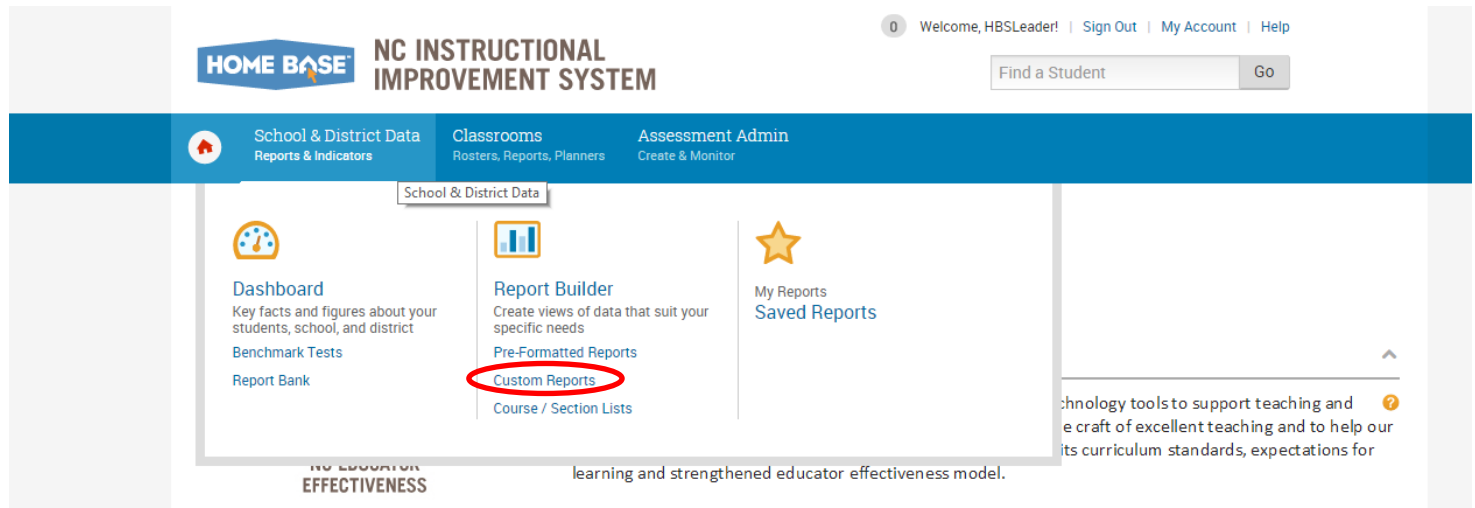 0 Welcome, HBSLeader! | Sign Out | My Account | Help
HOME BASE
NC INSTRUCTIONAL
IMPROVEMENT SYSTEM
Find a Student Go
School & District Data
Reports & Indicators
Classrooms
Rosters, Reports, Planners
Assessment Admin
Create & Monitor
School & District Data
Dashboard
Key facts and figures about your
students, school, and district
Benchmark Tests
Report Bank
Report Builder
Create views of data that suit your
specific needs
Pre-Formatted Reports
Custom Reports
Course / Section Lists
My Reports
Saved Reports
technology tools to support teaching and
e craft of excellent teaching and to help our
its curriculum standards, expectations for
learning and strengthened educator effectiveness model.
NC EDUCATOR
EFFECTIVENESS